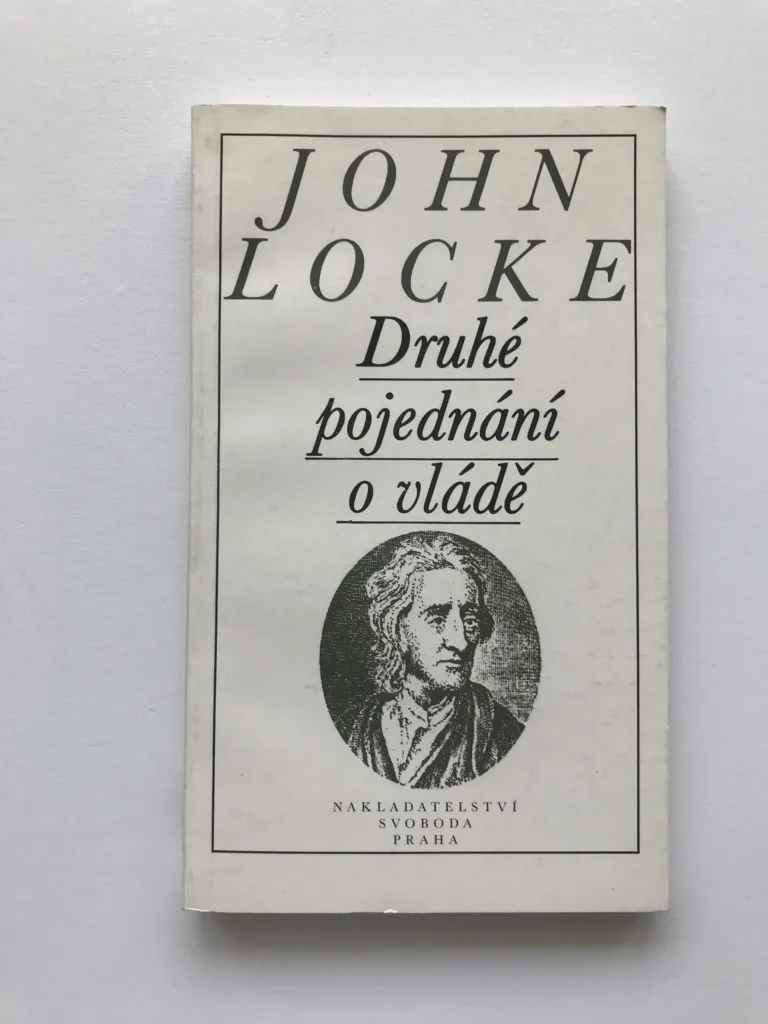 JOHN
LOCKE
Druhé
pojednání
o vládě
NAKLADATELSTVÍ
SVOBODA
PRAHA